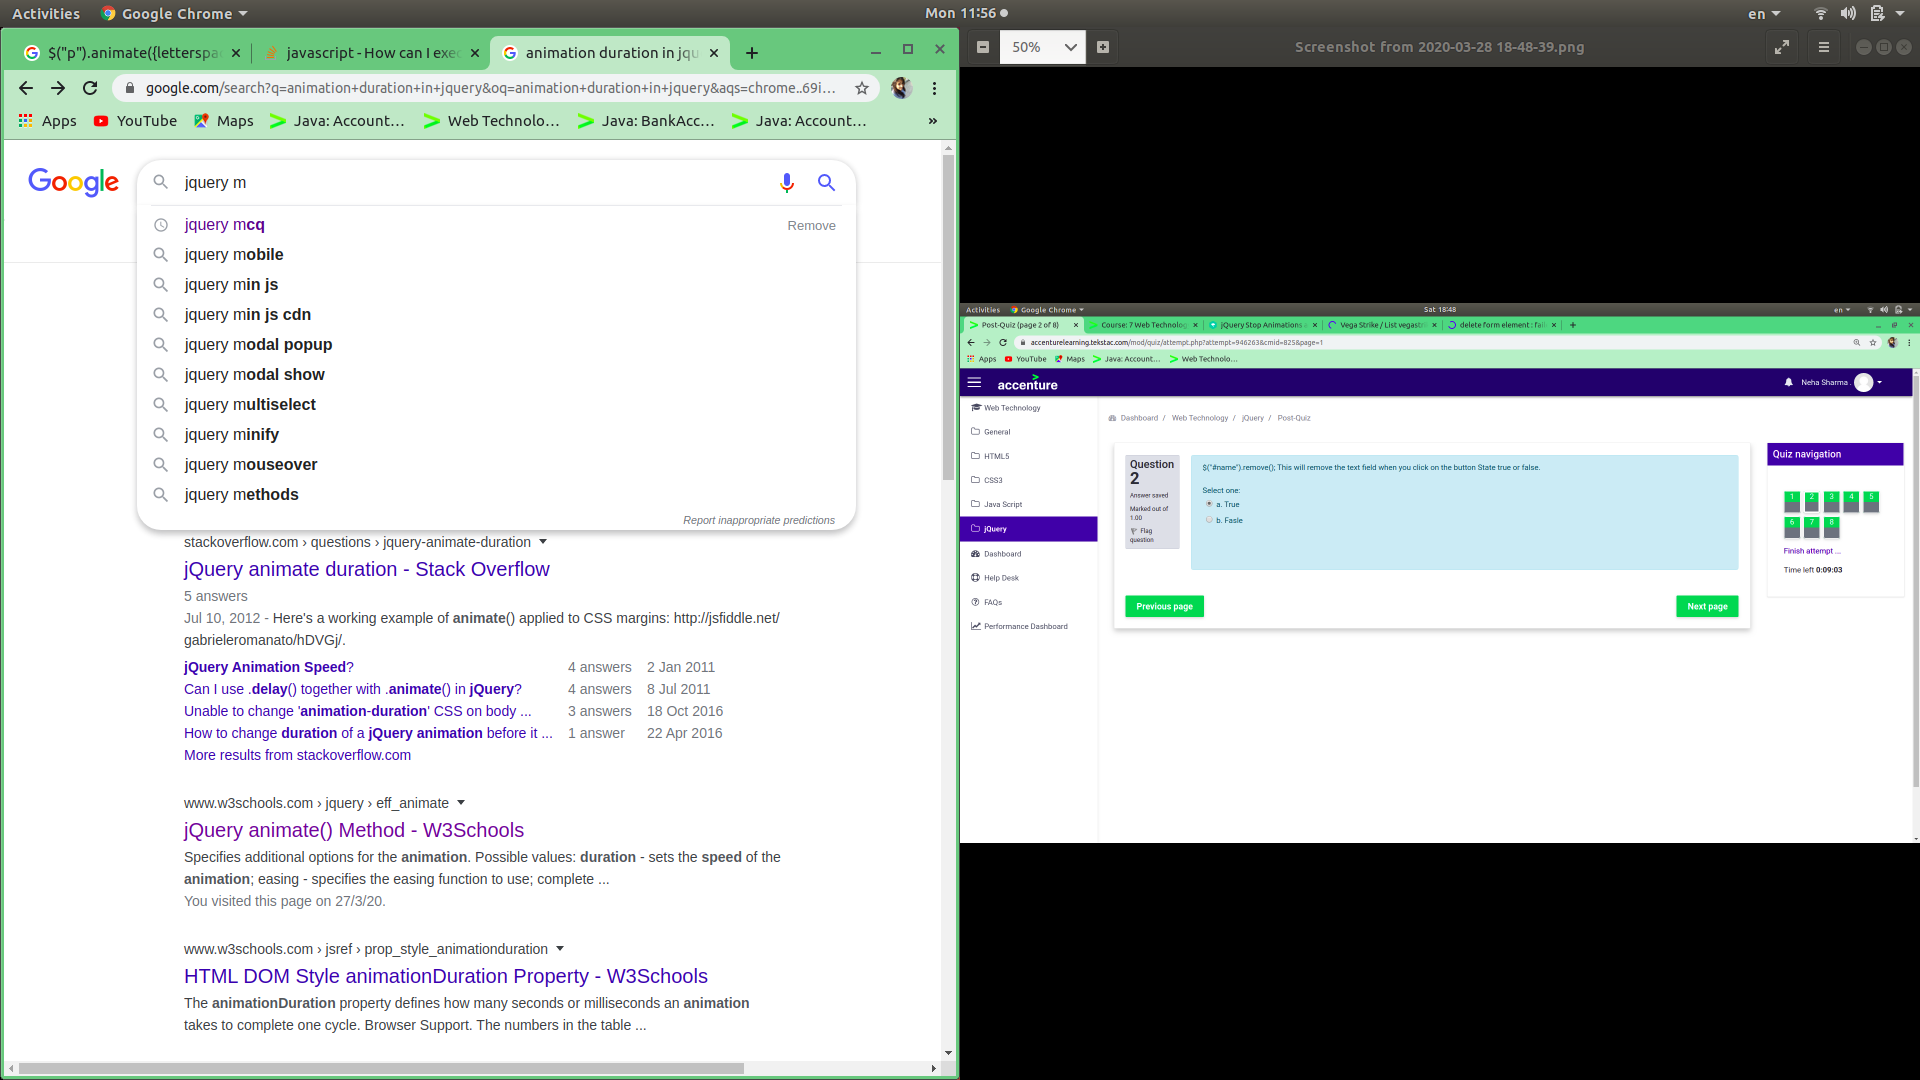 Activities Google Chrome Mon 11:56 en
$("p").animate({letterspa
javascript - How can I exec
animation duration in jqu
google.com/search?q=animation+duration+in+jquery&oq=animation+duration+in+jquery&aqs=chrome..69i...
Apps YouTube Maps Java: Account... Web Technolo... Java: BankAcc... Java: Account... »
Google
jquery m
jquery mcq Remove
jquery mobile
jquery min js
jquery min js cdn
jquery modal popup
jquery modal show
jquery multiselect
jquery minify
jquery mouseover
jquery methods
Report inappropriate predictions
stackoverflow.com › questions › jquery-animate-duration
jQuery animate duration - Stack Overflow
5 answers
Jul 10, 2012 - Here's a working example of animate() applied to CSS margins: http://jsfiddle.net/
gabrieleromanato/hDVGj/.
jQuery Animation Speed? 4 answers 2 Jan 2011
Can I use .delay() together with .animate() in jQuery? 4 answers 8 Jul 2011
Unable to change 'animation-duration' CSS on body ... 3 answers 18 Oct 2016
How to change duration of a jQuery animation before it ... 1 answer 22 Apr 2016
More results from stackoverflow.com
www.w3schools.com › jquery › eff_animate
jQuery animate() Method - W3Schools
Specifies additional options for the animation. Possible values: duration - sets the speed of the
animation; easing - specifies the easing function to use; complete ...
You visited this page on 27/3/20.
www.w3schools.com › jsref › prop_style_animationduration
HTML DOM Style animationDuration Property - W3Schools
The animationDuration property defines how many seconds or milliseconds an animation
takes to complete one cycle. Browser Support. The numbers in the table ...
50% Screenshot from 2020-03-28 18-48-39.png
Activities Google Chrome Sat 18:48 en
Post-Quiz (page 2 of 8) Course: 7 Web Technolog jQuery Stop Animations Vega Strike / List vegastr delete form element : fai
accenturelearning.tekstac.com/mod/quiz/attempt.php?attempt=946263&cmid=825&page=1
Apps YouTube Maps Java: Account... Web Technolo...
accenture Neha Sharma .
Web Technology
General
HTML5
CSS3
Java Script
jQuery
Dashboard
Help Desk
FAQs
Performance Dashboard
Dashboard / Web Technology / jQuery / Post-Quiz
Question
2
Answer saved
Marked out of
1.00
Flag
question
$("#name").remove(); This will remove the text field when you click on the button State true or false.
Select one:
a. True
b. Fasle
Previous page Next page
Quiz navigation
1 2 3 4 5
6 7 8
Finish attempt ...
Time left 0:09:03